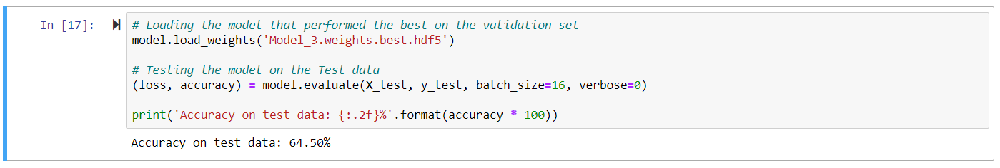 In [17]:
# Loading the model that performed the best on the validation set
model.load_weights('Model_3.weights.best.hdf5')
# Testing the model on the Test data
(loss, accuracy) = model.evaluate(X_test, y_test, batch_size=16, verbose=0)
print('Accuracy on test data: {:.2f}%'.format(accuracy * 100))
Accuracy on test data: 64.50%